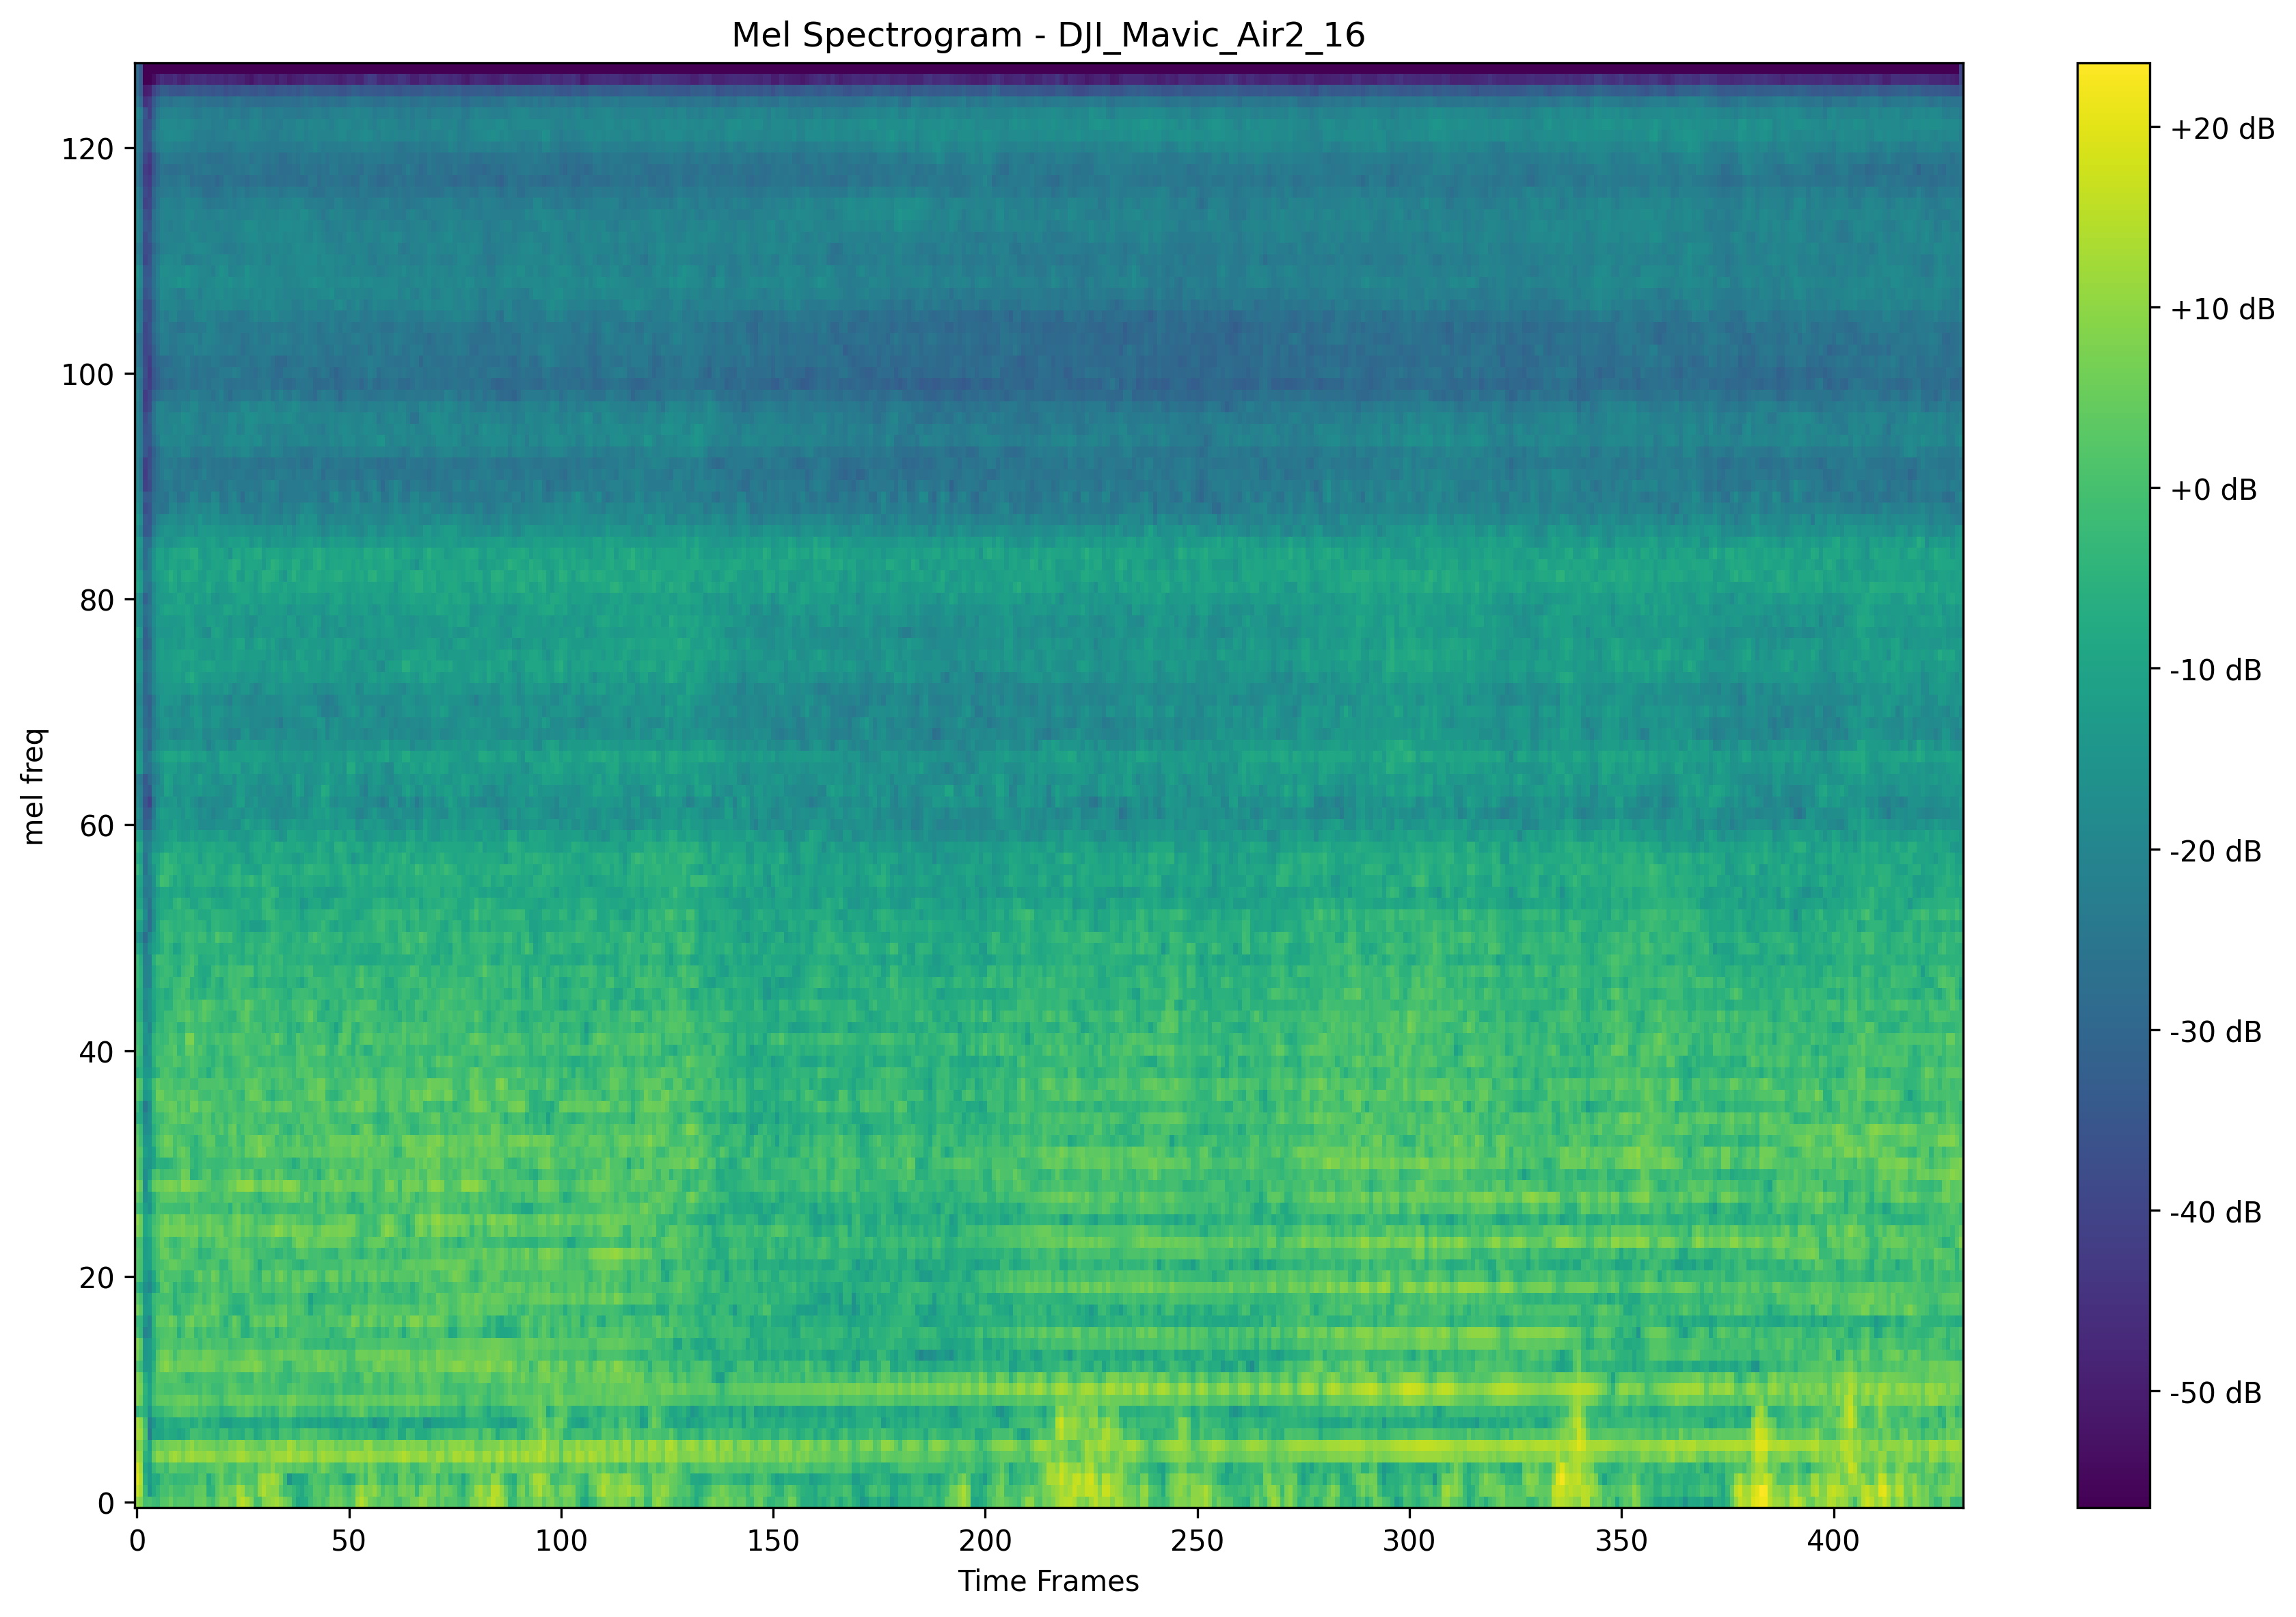 Mel Spectrogram - DJI_Mavic_Air2_16
mel freq
120
100
80
60
40
20
0
0 50 100 150 200 250 300 350 400
Time Frames
+20 dB
+10 dB
+0 dB
-10 dB
-20 dB
-30 dB
-40 dB
-50 dB